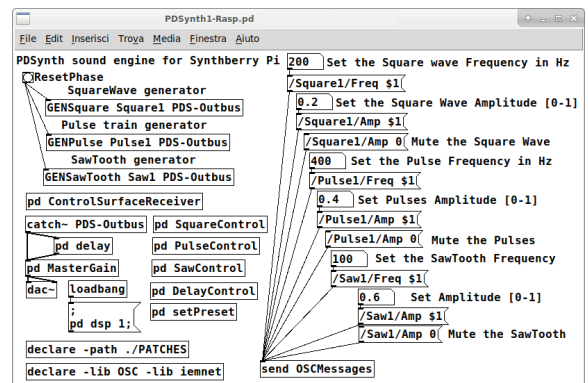 PDSynth1-Rasp.pd
File Edit Inserisci Trova Media Finestra Aiuto
PDSynth sound engine for Synthberry Pi
ResetPhase
SquareWave generator
GENSquare Square1 PDS-Outbus
Pulse train generator
GENPulse Pulse1 PDS-Outbus
SawTooth generator
GENSawTooth Saw1 PDS-Outbus
pd ControlSurfaceReceiver
catch~ PDS-Outbus
pd SquareControl
pd delay
pd PulseControl
pd MasterGain
pd SawControl
dac~
loadbang
pd DelayControl
;
pd dsp 1;
pd setPreset
declare -path ./PATCHES
declare -lib OSC -lib iemnet
200 Set the Square wave Frequency in Hz
/Square1/Freq $1
0.2 Set the Square Wave Amplitude [0-1]
/Square1/Amp $1
/Square1/Amp 0 Mute the Square Wave
400 Set the Pulse Frequency in Hz
/Pulse1/Freq $1
0.4 Set Pulses Amplitude [0-1]
/Pulse1/Amp $1
/Pulse1/Amp 0 Mute the Pulses
100 Set the SawTooth Frequency
/Saw1/Freq $1
0.6 Set Amplitude [0-1]
/Saw1/Amp $1
/Saw1/Amp 0 Mute the SawTooth
send OSCMessages